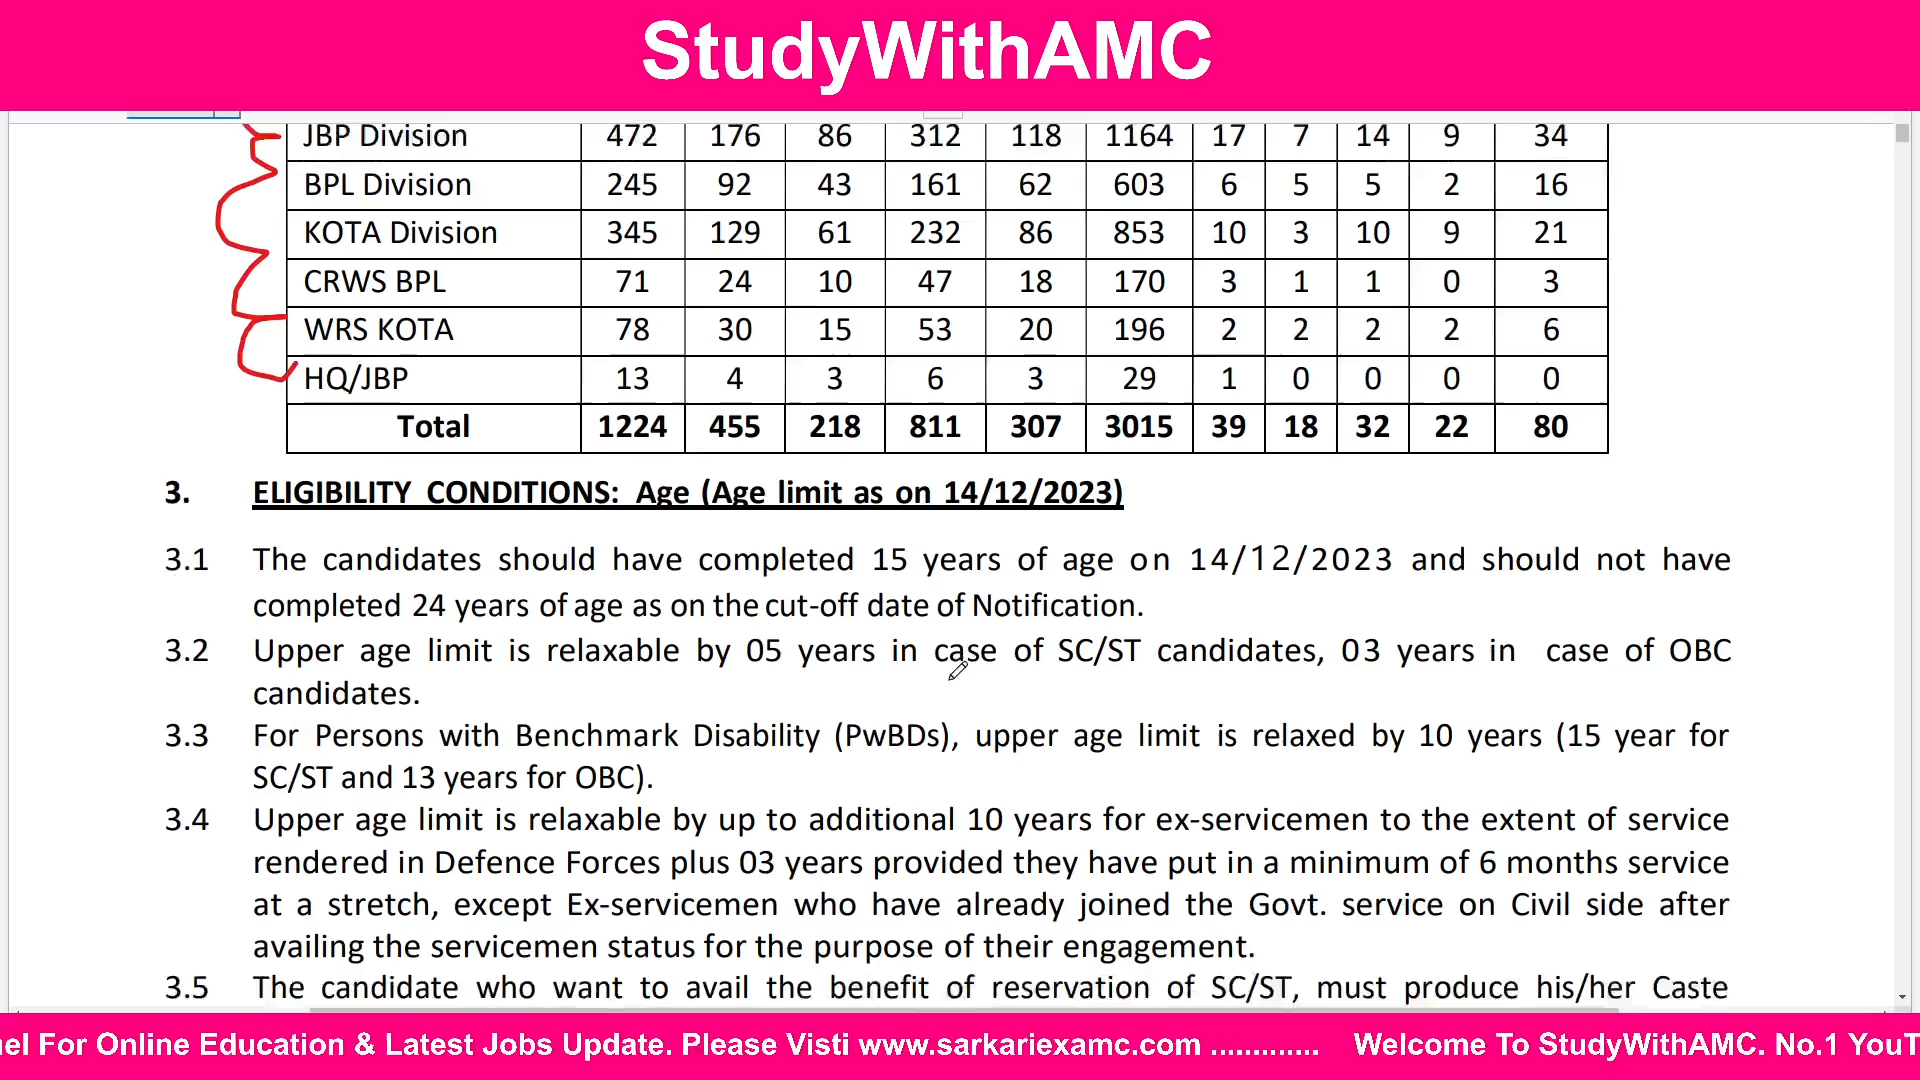 StudyWithAMC
JBP Division 472 176 86 312 118 1164 17 7 14 9 34
BPL Division 245 92 43 161 62 603 6 5 5 2 16
KOTA Division 345 129 61 232 86 853 10 3 10 9 21
CRWS BPL 71 24 10 47 18 170 3 1 1 0 3
WRS KOTA 78 30 15 53 20 196 2 2 2 2 6
HQ/JBP 13 4 3 6 3 29 1 0 0 0 0
Total 1224 455 218 811 307 3015 39 18 32 22 80
3. ELIGIBILITY CONDITIONS: Age (Age limit as on 14/12/2023)
3.1 The candidates should have completed 15 years of age on 14/12/2023 and should not have
completed 24 years of age as on the cut-off date of Notification.
3.2 Upper age limit is relaxable by 05 years in case of SC/ST candidates, 03 years in case of OBC
candidates.
3.3 For Persons with Benchmark Disability (PwBDs), upper age limit is relaxed by 10 years (15 year for
SC/ST and 13 years for OBC).
3.4 Upper age limit is relaxable by up to additional 10 years for ex-servicemen to the extent of service
rendered in Defence Forces plus 03 years provided they have put in a minimum of 6 months service
at a stretch, except Ex-servicemen who have already joined the Govt. service on Civil side after
availing the servicemen status for the purpose of their engagement.
3.5 The candidate who want to avail the benefit of reservation of SC/ST, must produce his/her Caste
nel For Online Education & Latest Jobs Update. Please Visti www.sarkariexamc.com ............. Welcome To StudyWithAMC. No.1 YouT